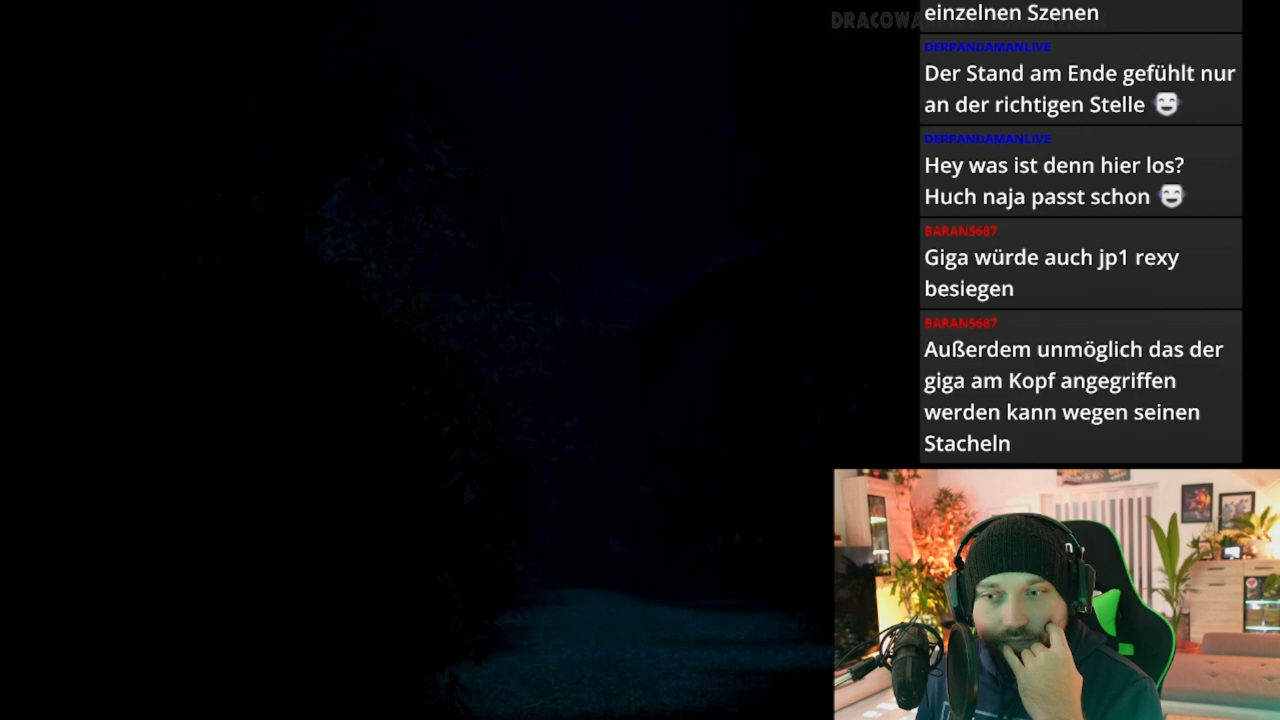 DRACOWA
einzelnen Szenen
DERPANDAMANLIVE
Der Stand am Ende gefühlt nur
an der richtigen Stelle
DERPANDAMANLIVE
Hey was ist denn hier los?
Huch naja passt schon
BARAN5687
Giga würde auch jp1 rexy
besiegen
BARAN5687
Außerdem unmöglich das der
giga am Kopf angegriffen
werden kann wegen seinen
Stacheln